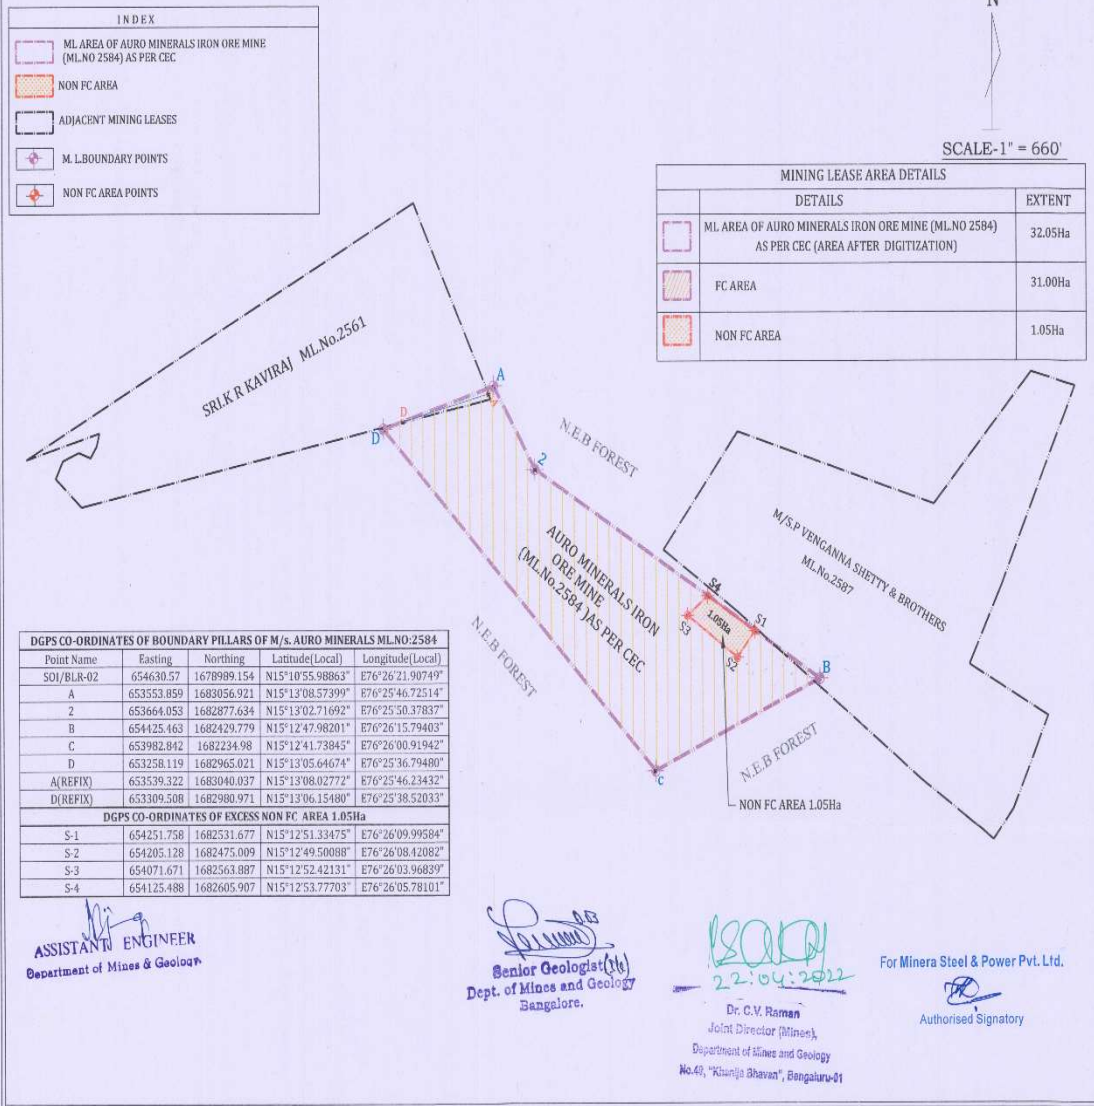 N
SCALE-1" = 660'
INDEX
ML AREA OF AURO MINERALS IRON ORE MINE
(ML.NO 2584) AS PER CEC
NON FC AREA
ADJACENT MINING LEASES
M. L.BOUNDARY POINTS
NON FC AREA POINTS
MINING LEASE AREA DETAILS
DETAILS EXTENT
ML AREA OF AURO MINERALS IRON ORE MINE (ML.NO 2584)
AS PER CEC (AREA AFTER DIGITIZATION) 32.05Ha
FC AREA 31.00Ha
NON FC AREA 1.05Ha
SRI.K R KAVIRAJ ML.No.2561
A
D
D
2
N.E.B FOREST
M/S.P VENGANNA SHETTY & BROTHERS
ML.No.2587
AURO MINERALS IRON
ORE MINE
(ML.No.2584 )AS PER CEC
S4
S1
1.05Ha
S3
S2
B
N.E.B FOREST
N.E.B FOREST
c
NON FC AREA 1.05Ha
DGPS CO-ORDINATES OF BOUNDARY PILLARS OF M/s. AURO MINERALS ML.NO:2584
Point Name Easting Northing Latitude(Local) Longitude(Local)
SOI/BLR-02 654630.57 1678989.154 N15°10'55.98863" E76°26'21.90749"
A 653553.859 1683056.921 N15°13'08.57399" E76°25'46.72514"
2 653664.053 1682877.634 N15°13'02.71692" E76°25'50.37837"
B 654425.463 1682429.779 N15°12'47.98201" E76°26'15.79403"
C 653982.842 1682234.98 N15°12'41.73845" E76°26'00.91942"
D 653258.119 1682965.021 N15°13'05.64674" E76°25'36.79480"
A(REFIX) 653539.322 1683040.037 N15°13'08.02772" E76°25'46.23432"
D(REFIX) 653309.508 1682980.971 N15°13'06.15480" E76°25'38.52033"
DGPS CO-ORDINATES OF EXCESS NON FC AREA 1.05Ha
S-1 654251.758 1682531.677 N15°12'51.33475" E76°26'09.99584"
S-2 654205.128 1682475.009 N15°12'49.50088" E76°26'08.42082"
S-3 654071.671 1682563.887 N15°12'52.42131" E76°26'03.96839"
S-4 654125.488 1682605.907 N15°12'53.77703" E76°26'05.78101"
ASSISTANT ENGINEER
Department of Mines & Geology.
Senior Geologist
Dept. of Mines and Geology
Bangalore.
22:04:2022
Dr. C.V. Raman
Joint Director (Mines),
Department of Mines and Geology
No.49, "Khanija Bhavan", Bengaluru-01
For Minera Steel & Power Pvt. Ltd.
Authorised Signatory